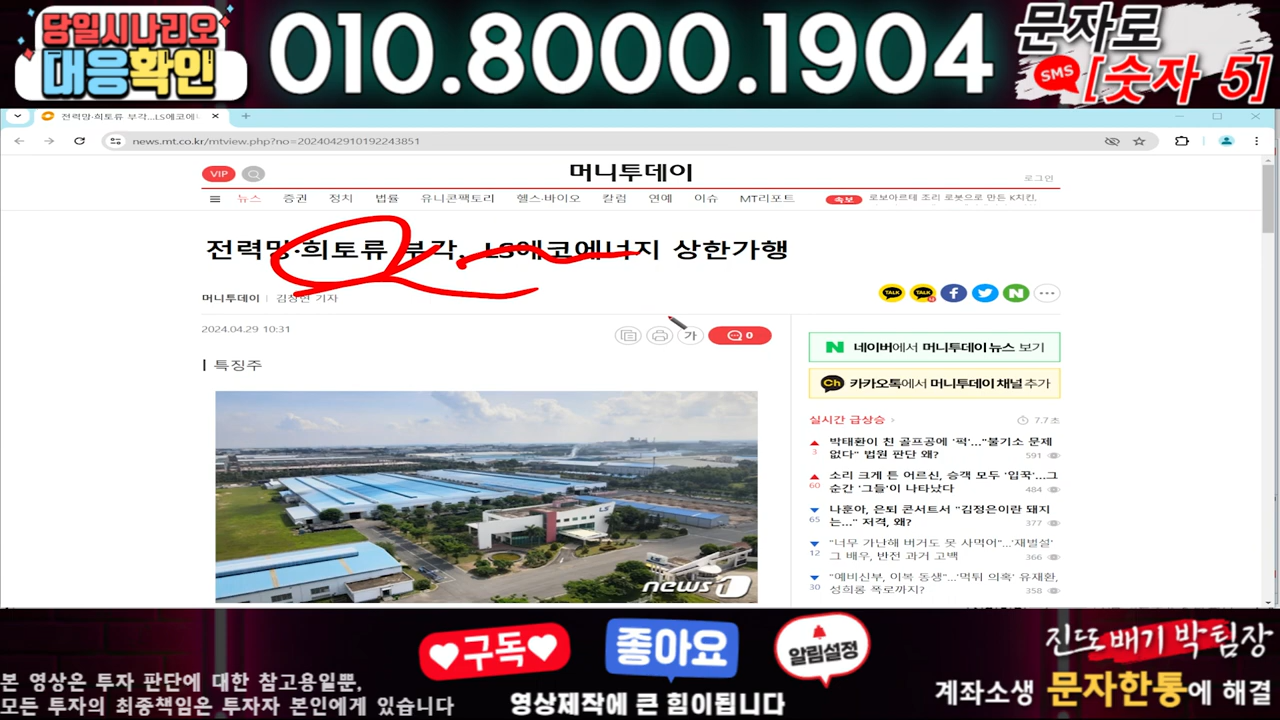 당일시나리오
대응확인
010.8000.1904
문자로
SMS
[숫자 5]
전력망·희토류 부각...LS에코에너
news.mt.co.kr/mtview.php?no=2024042910192243851
VIP
머니투데이
로그인
뉴스 증권 정치 법률 유니콘팩토리 헬스·바이오 칼럼 연예 이슈 MT리포트
속보 로보아르테 조리 로봇으로 만든 K치킨,
전력망·희토류 부각, LS에코에너지 상한가행
머니투데이 | 김창현 기자
TALK TALK
2024.04.29 10:31
가
0
| 특징주
news1
N 네이버에서 머니투데이 뉴스 보기
Ch 카카오톡에서 머니투데이 채널 추가
실시간 급상승 >
7.7초
3 박태환이 친 골프공에 '퍽'..."불기소 문제
없다" 법원 판단 왜?
591
60 소리 크게 튼 어르신, 승객 모두 '입꾹'...그
순간 '그들'이 나타났다
484
65 나훈아, 은퇴 콘서트서 "김정은이란 돼지
는..." 저격, 왜?
377
12 "너무 가난해 버거도 못 사먹어"...'재벌설'
그 배우, 반전 과거 고백
366
30 "예비신부, 이복 동생"...'먹튀 의혹' 유재환,
성희롱 폭로까지?
358
구독
좋아요
알림설정
영상제작에 큰 힘이됩니다
본 영상은 투자 판단에 대한 참고용일뿐,
모든 투자의 최종책임은 투자자 본인에게 있습니다
진또배기 박팀장
계좌소생 문자한통에 해결